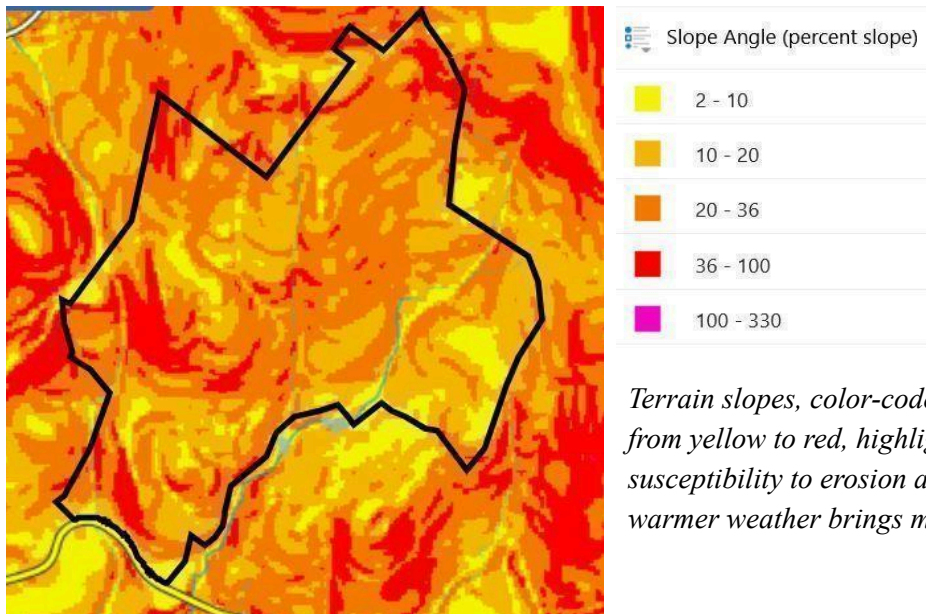 Slope Angle (percent slope)
2 - 10
10 - 20
20 - 36
36 - 100
100 - 330
Terrain slopes, color-code
from yellow to red, highlig
susceptibility to erosion a
warmer weather brings m